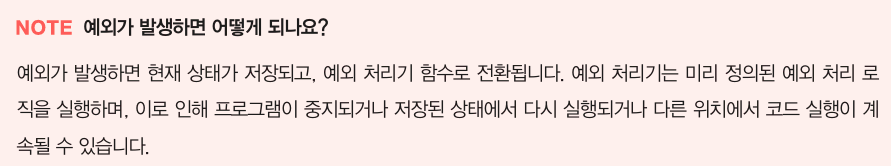 NOTE 예외가 발생하면 어떻게 되나요?
예외가 발생하면 현재 상태가 저장되고, 예외 처리기 함수로 전환됩니다. 예외 처리기는 미리 정의된 예외 처리 로
직을 실행하며, 이로 인해 프로그램이 중지되거나 저장된 상태에서 다시 실행되거나 다른 위치에서 코드 실행이 계
속될 수 있습니다.